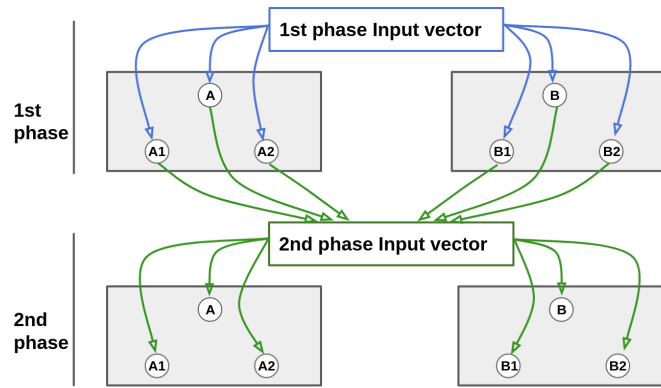 1st phase Input vector
1st
phase
A
B
A1
A2
B1
B2
2nd phase Input vector
2nd
phase
A
B
A1
A2
B1
B2